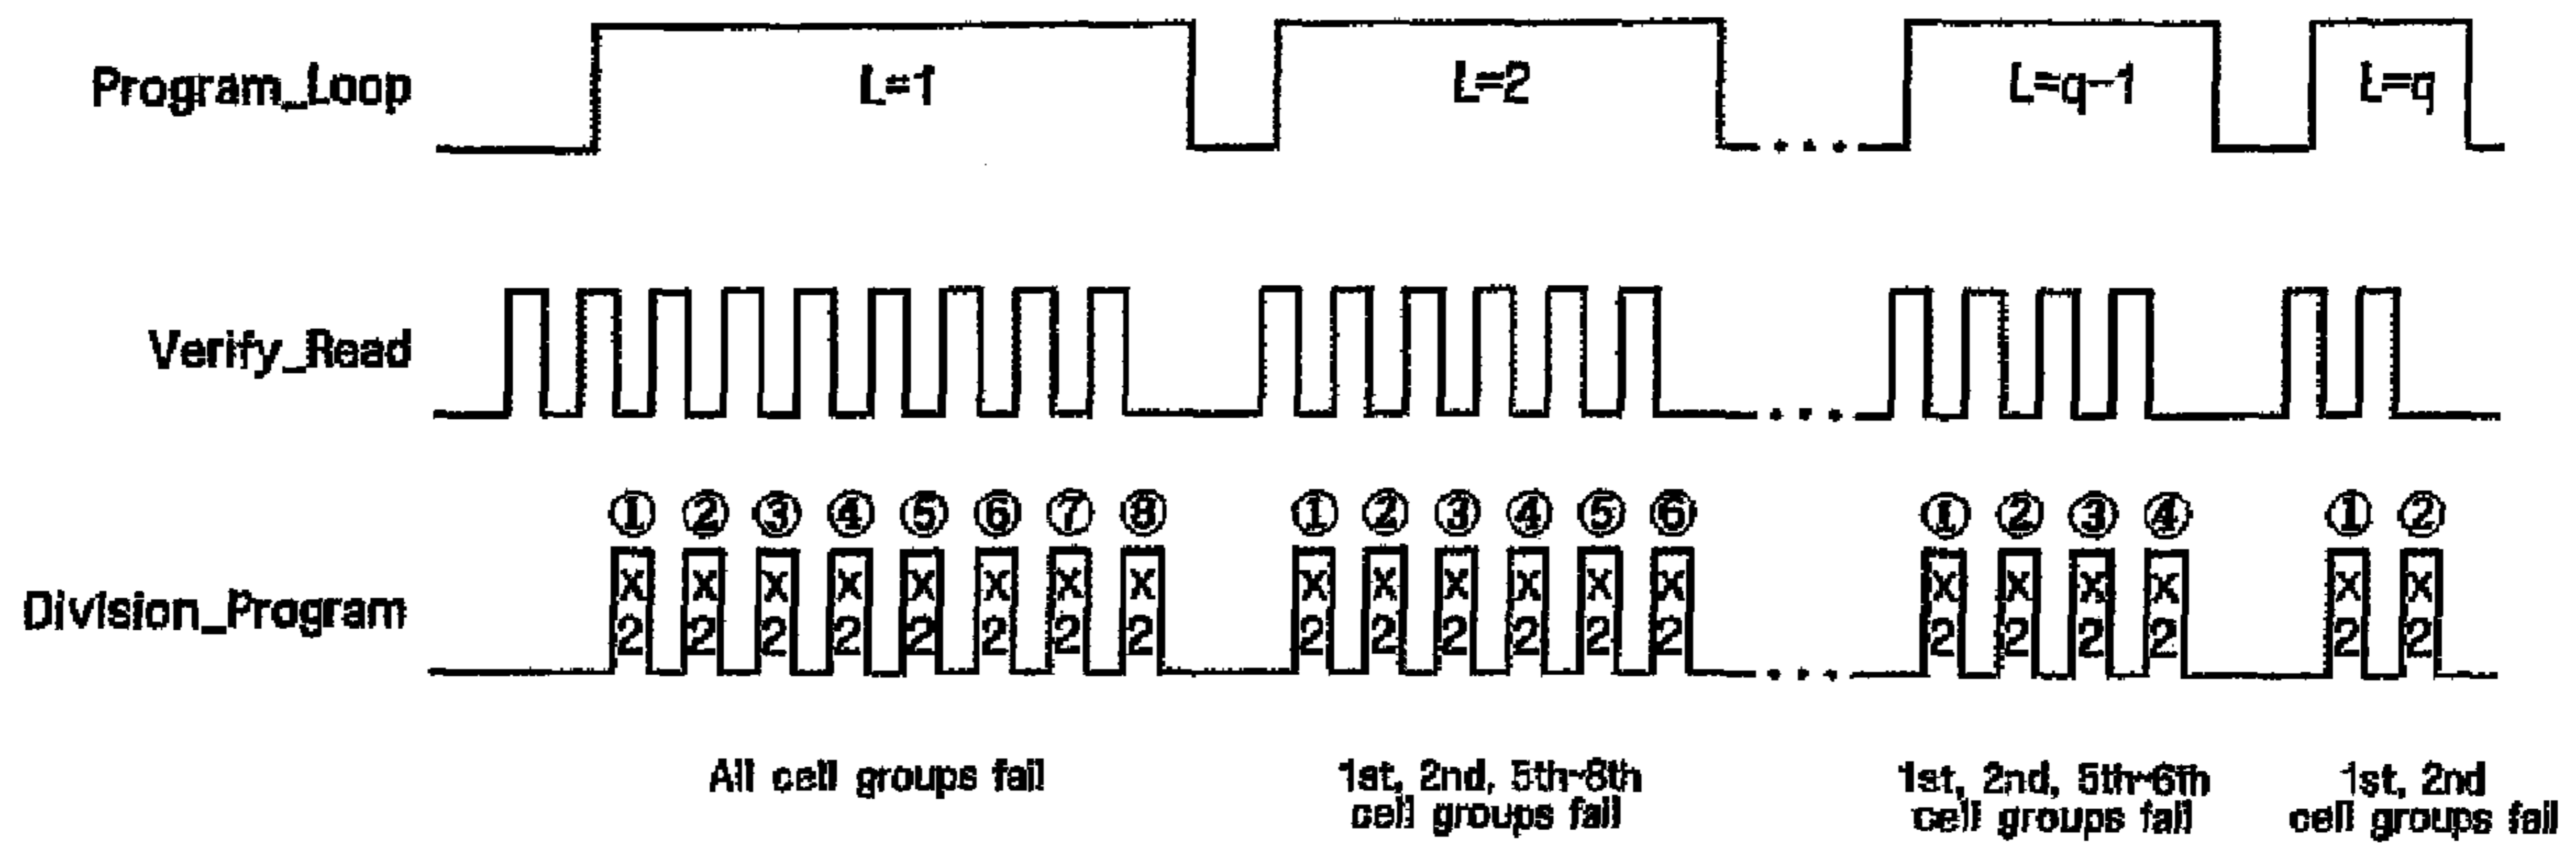 Program_Loop L=1 L=2 L=q-1 L=q
Verify_Read
① ② ③ ④ ⑤ ⑥ ⑦ ⑧ ① ② ③ ④ ⑤ ⑥ ① ② ③ ④ ① ②
Division_Program X X X X X X X X X X X X X X X X X X X X
2 2 2 2 2 2 2 2 2 2 2 2 2 2 2 2 2 2 2 2
All cell groups fail
1st, 2nd, 5th~8th
cell groups fail
1st, 2nd, 5th~6th
cell groups fail
1st, 2nd
cell groups fail